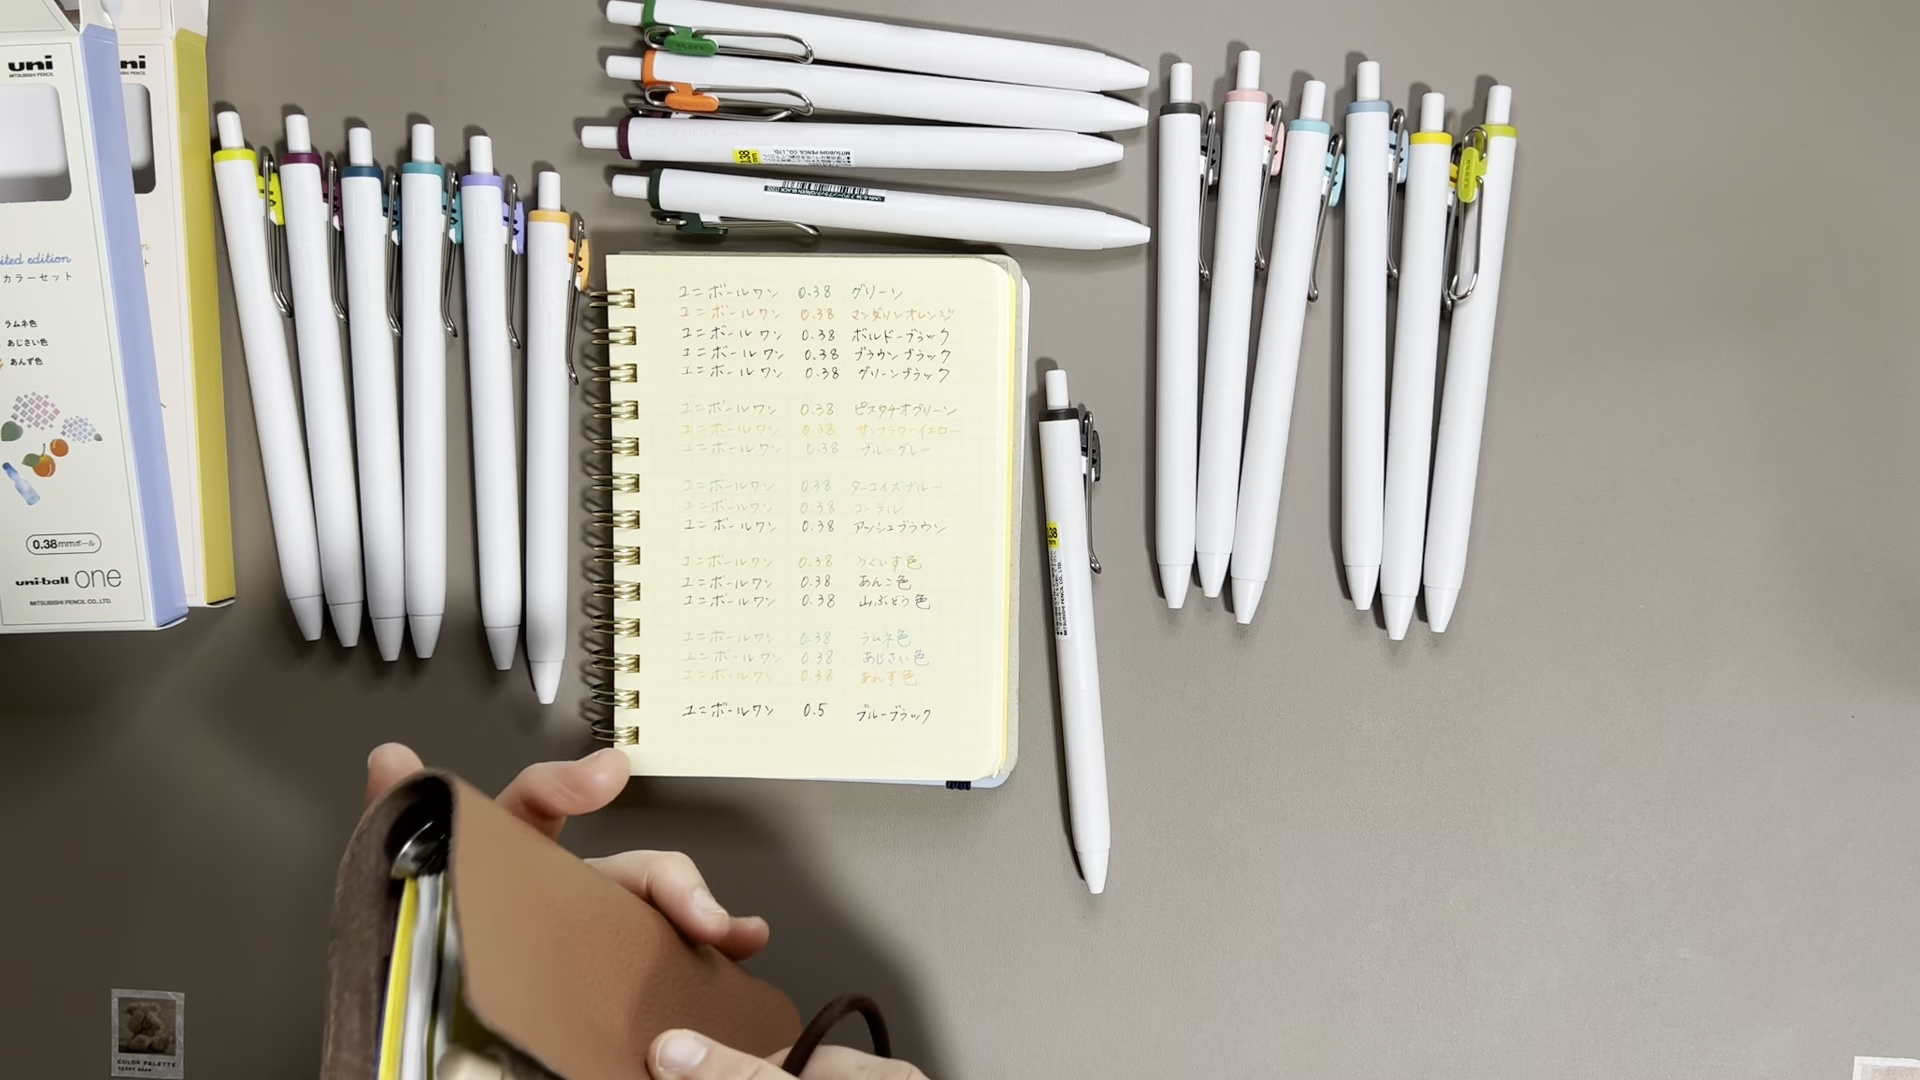 uni
MITSUBISHI PENCIL
ni
MITSUBISHI PENCIL
ited edition
カラーセット
ラムネ色
あじさい色
あんず色
0.38mmボール
uni-ball one
MITSUBISHI PENCIL CO., LTD.
ユニボールワン 0.38 グリーン
ユニボールワン 0.38 マンダリンオレンジ
ユニボールワン 0.38 ボルドーブラック
ユニボールワン 0.38 ブラウンブラック
ユニボールワン 0.38 グリーンブラック
ユニボールワン 0.38 ピスタチオグリーン
ユニボールワン 0.38 サンフラワーイエロー
ユニボールワン 0.38 ブルーグレー
ユニボールワン 0.38 ターコイズブルー
ユニボールワン 0.38 コーラル
ユニボールワン 0.38 アッシュブラウン
ユニボールワン 0.38 うぐいす色
ユニボールワン 0.38 あんこ色
ユニボールワン 0.38 山ぶどう色
ユニボールワン 0.38 ラムネ色
ユニボールワン 0.38 あじさい色
ユニボールワン 0.38 あんず色
ユニボールワン 0.5 ブルーブラック
MITSUBISHI PENCIL CO., LTD.
MITSUBISHI PENCIL CO., LTD.
COLOR PALETTE
TEDDY BEAR